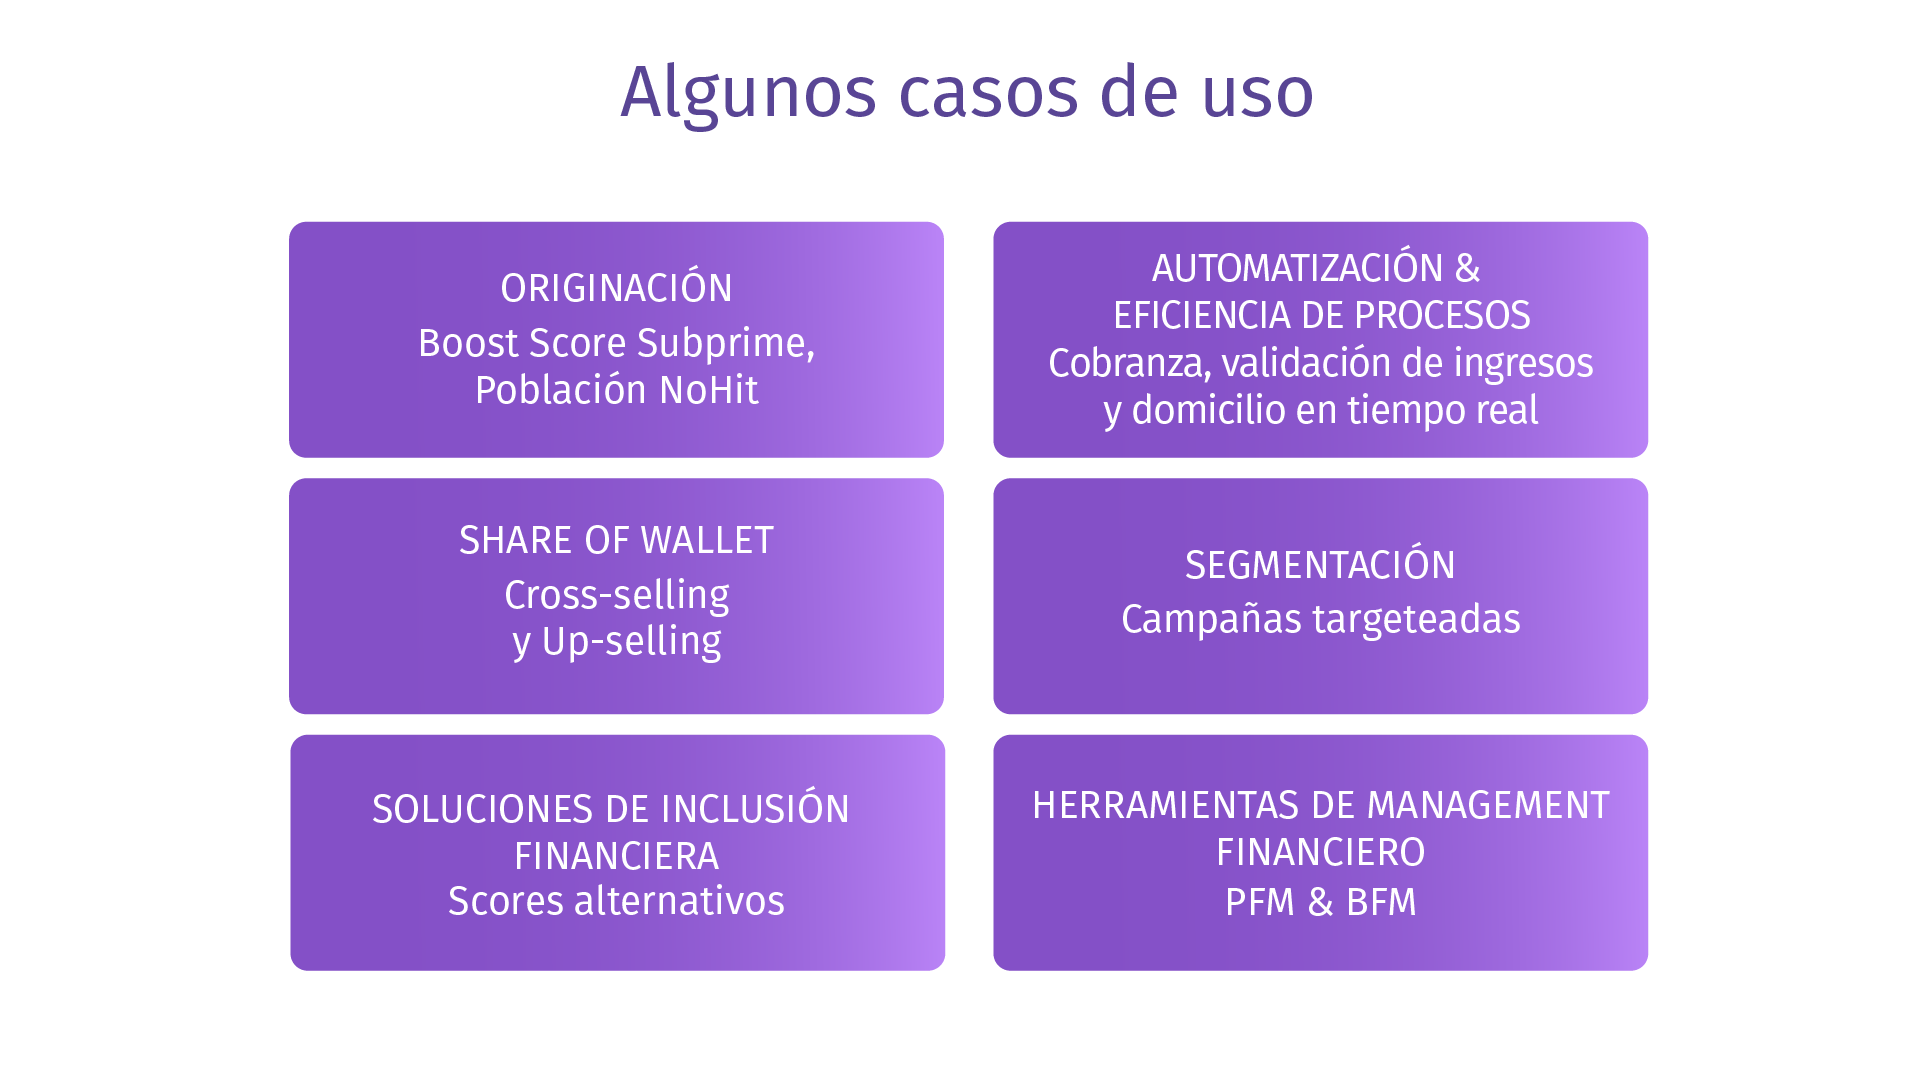 Algunos casos de uso
ORIGINACIÓN
Boost Score Subprime,
Población NoHit
AUTOMATIZACIÓN &
EFICIENCIA DE PROCESOS
Cobranza, validación de ingresos
y domicilio en tiempo real
SHARE OF WALLET
Cross-selling
y Up-selling
SEGMENTACIÓN
Campañas targeteadas
SOLUCIONES DE INCLUSIÓN
FINANCIERA
Scores alternativos
HERRAMIENTAS DE MANAGEMENT
FINANCIERO
PFM & BFM